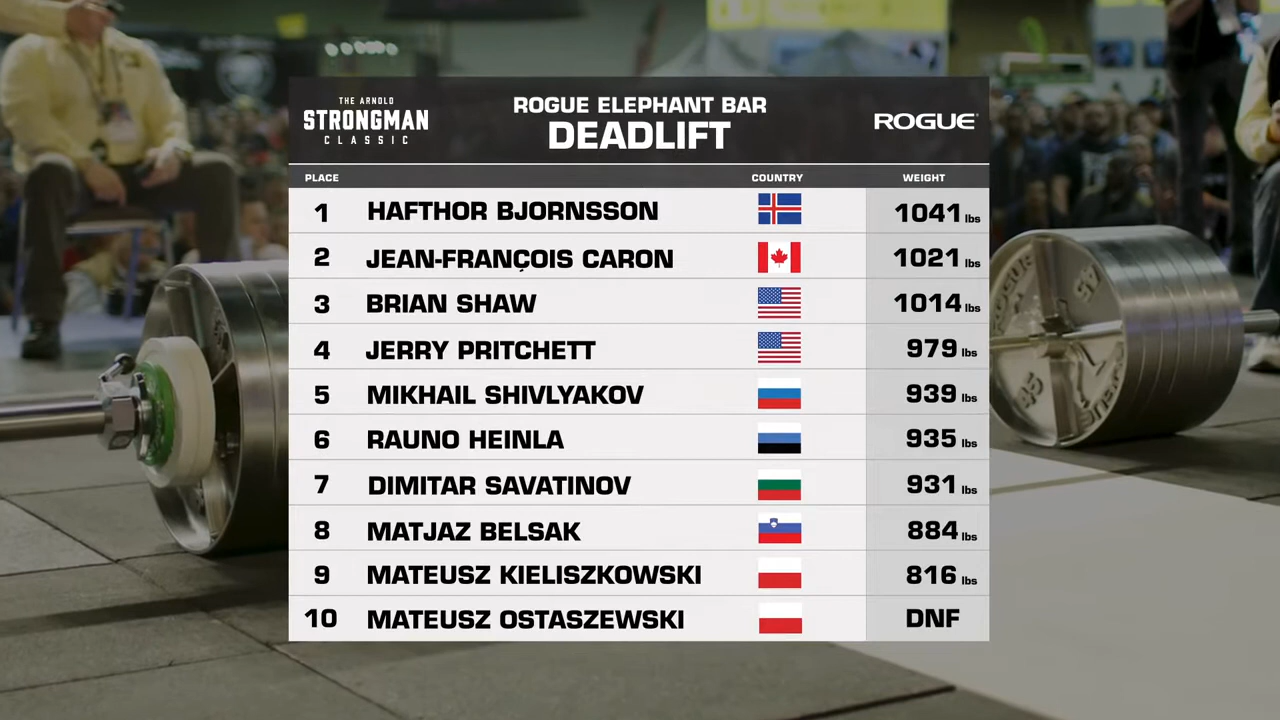 THE ARNOLD
STRONGMAN
CLASSIC
ROGUE ELEPHANT BAR
DEADLIFT
ROGUE
PLACE COUNTRY WEIGHT
1 HAFTHOR BJORNSSON 1041 lbs
2 JEAN-FRANÇOIS CARON 1021 lbs
3 BRIAN SHAW 1014 lbs
4 JERRY PRITCHETT 979 lbs
5 MIKHAIL SHIVLYAKOV 939 lbs
6 RAUNO HEINLA 935 lbs
7 DIMITAR SAVATINOV 931 lbs
8 MATJAZ BELSAK 884 lbs
9 MATEUSZ KIELISZKOWSKI 816 lbs
10 MATEUSZ OSTASZEWSKI DNF
ROGUE
45